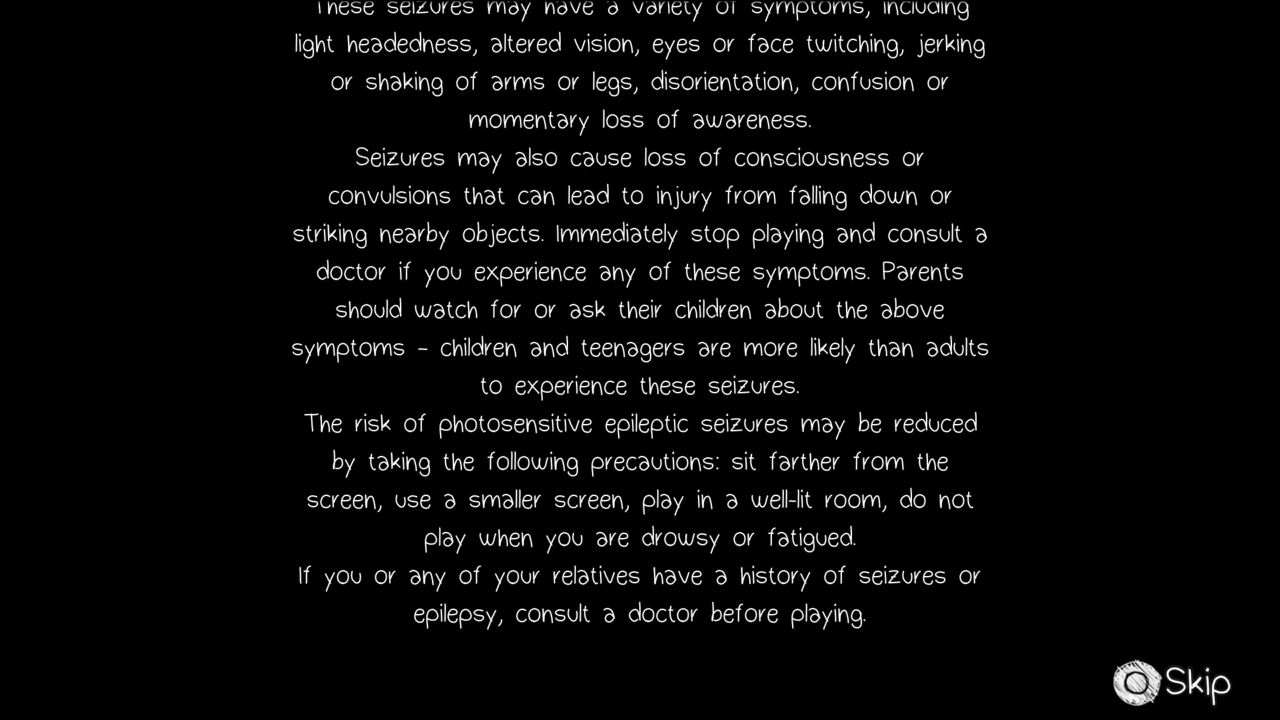 These seizures may have a variety of symptoms, including
light headedness, altered vision, eyes or face twitching, jerking
or shaking of arms or legs, disorientation, confusion or
momentary loss of awareness.
Seizures may also cause loss of consciousness or
convulsions that can lead to injury from falling down or
striking nearby objects. Immediately stop playing and consult a
doctor if you experience any of these symptoms. Parents
should watch for or ask their children about the above
symptoms - children and teenagers are more likely than adults
to experience these seizures.
The risk of photosensitive epileptic seizures may be reduced
by taking the following precautions: sit farther from the
screen, use a smaller screen, play in a well-lit room, do not
play when you are drowsy or fatigued.
If you or any of your relatives have a history of seizures or
epilepsy, consult a doctor before playing.
Skip